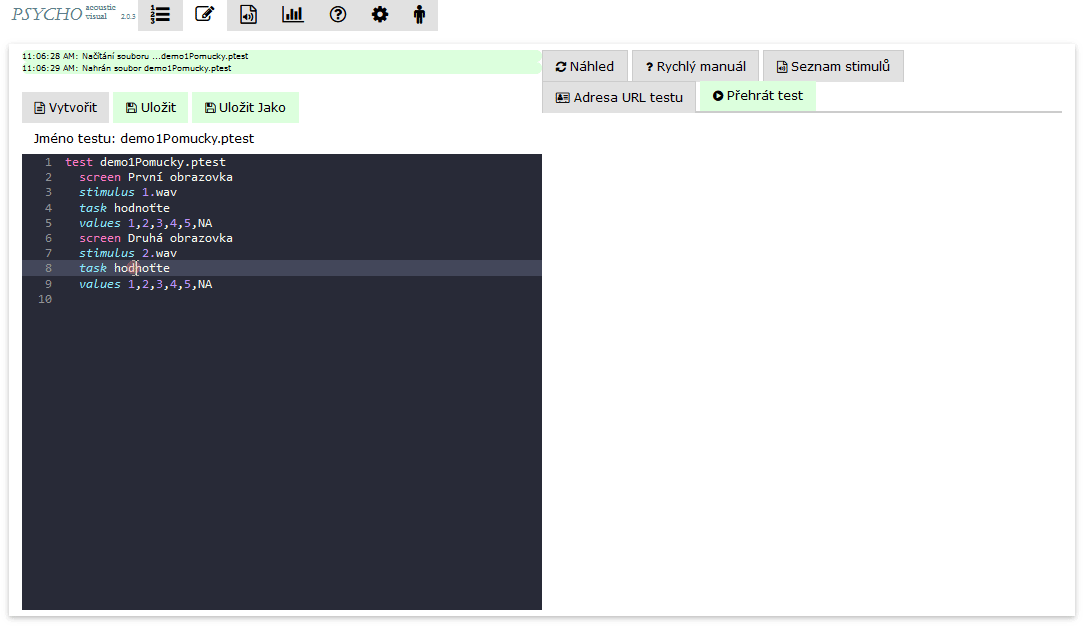 PSYCHO acoustic visual 2.0.3
11:06:28 AM: Načítání souboru ...demo1Pomucky.ptest
11:06:29 AM: Nahrán soubor demo1Pomucky.ptest
Náhled
? Rychlý manuál
Seznam stimulů
Adresa URL testu
Přehrát test
Vytvořit
Uložit
Uložit Jako
Jméno testu: demo1Pomucky.ptest
1 test demo1Pomucky.ptest
2 screen První obrazovka
3 stimulus 1.wav
4 task hodnoťte
5 values 1,2,3,4,5,NA
6 screen Druhá obrazovka
7 stimulus 2.wav
8 task hodnoťte
9 values 1,2,3,4,5,NA
10